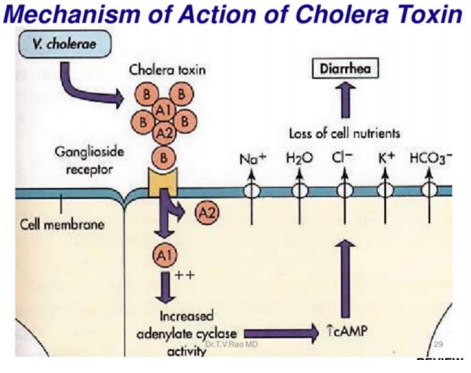 Mechanism of Action of Cholera Toxin
V. cholerae
Cholera toxin
Diarrhea
B B
A1
B B
A2
B
Loss of cell nutrients
Ganglioside
receptor
Na+ H2O Cl− K+ HCO3−
A2
Cell membrane
A1
++
Increased
adenylate cyclase
activity
↑cAMP
Dr.T.V.Rao MD
29